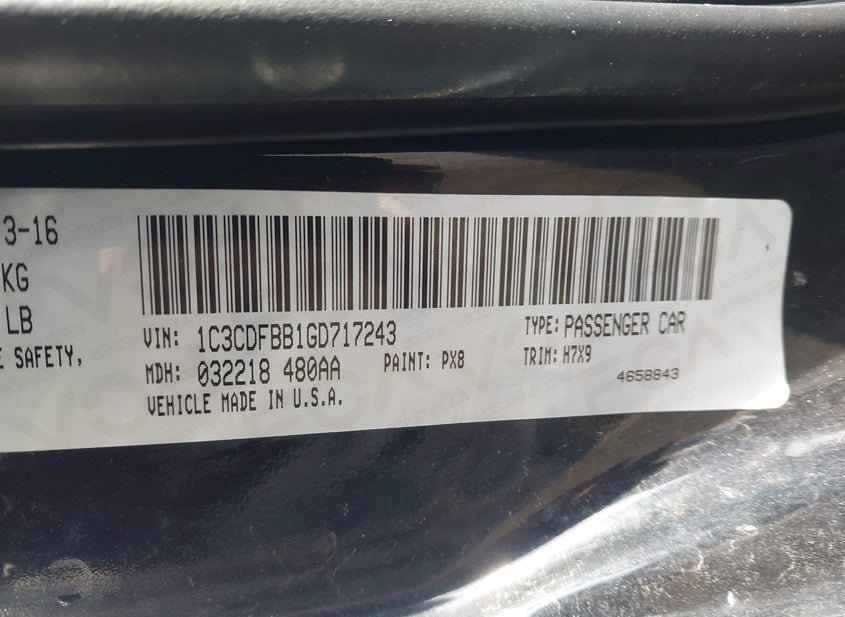 3-16
KG
LB
E SAFETY,
VIN: 1C3CDFBB1GD717243
TYPE: PASSENGER CAR
MDH: 032218 480AA
PAINT: PX8
TRIM: H7X9
4658843
VEHICLE MADE IN U.S.A.